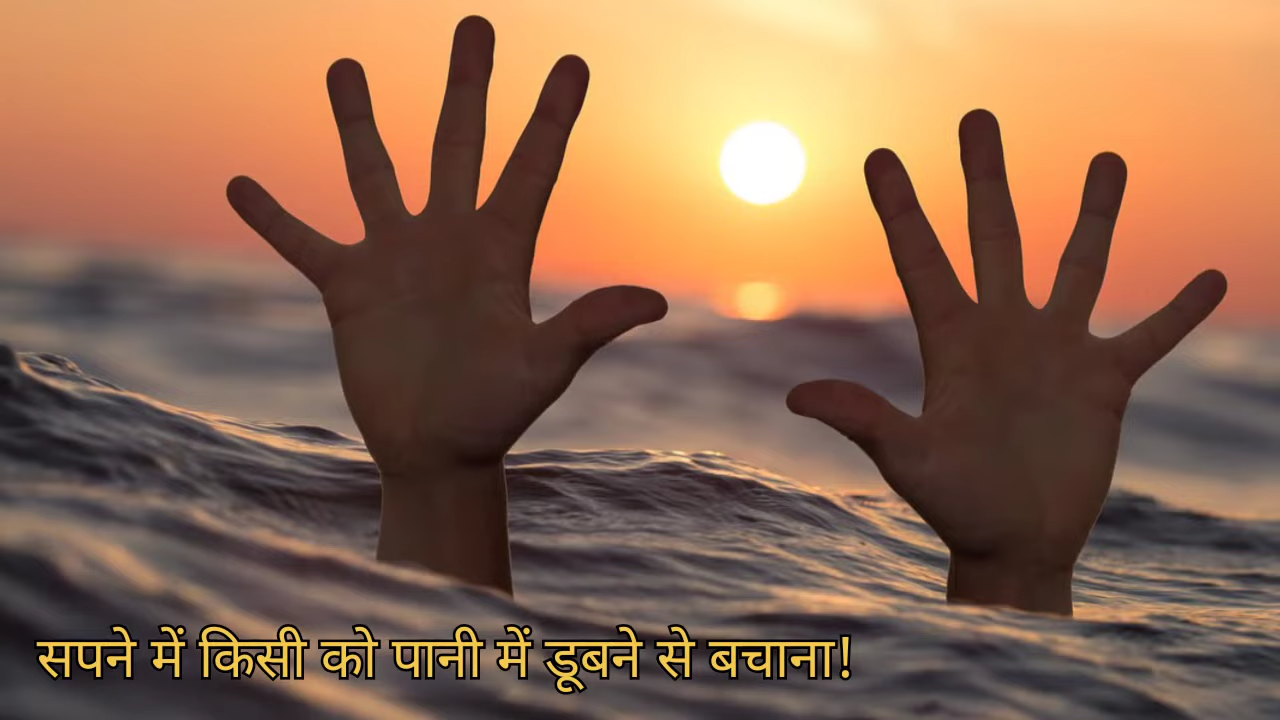 सपने में किसी को पानी में डूबने से बचाना!